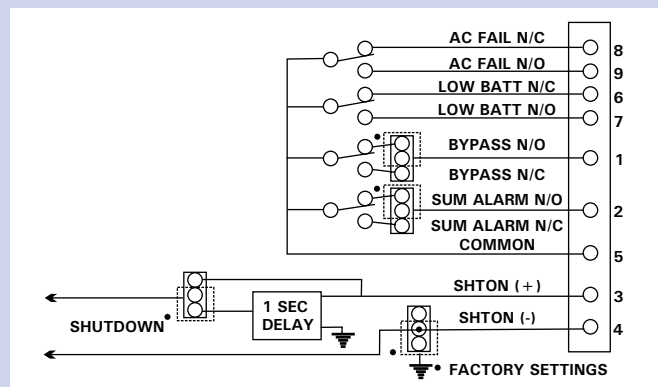 AC FAIL N/C
8
AC FAIL N/O
9
LOW BATT N/C
6
LOW BATT N/O
7
BYPASS N/O
1
BYPASS N/C
SUM ALARM N/O
2
SUM ALARM N/C
COMMON
5
SHTON (+)
3
1 SEC
DELAY
SHUTDOWN•
SHTON (-)
4
• FACTORY SETTINGS